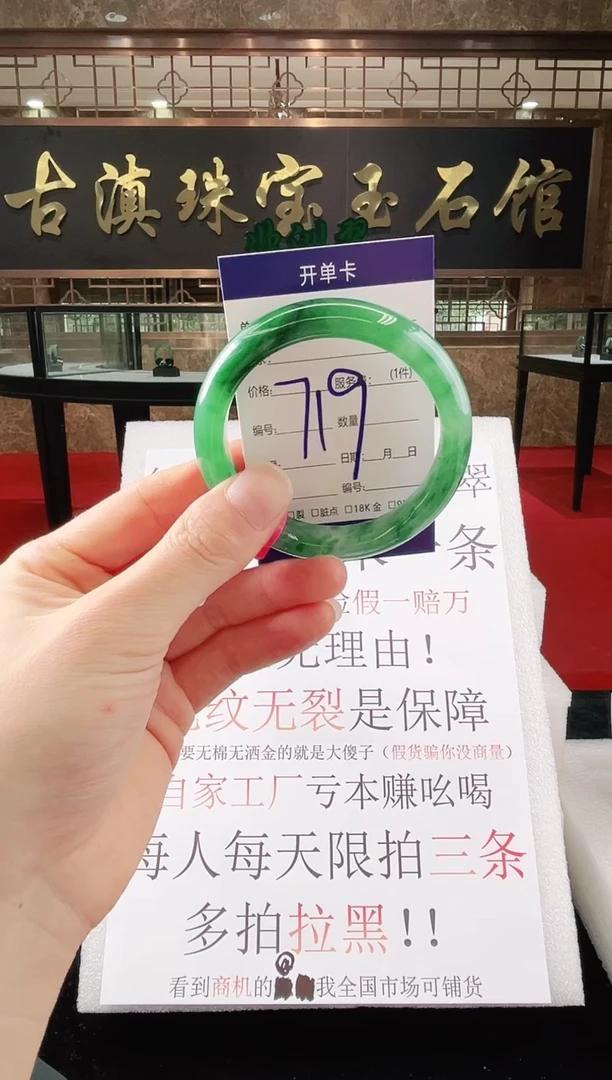 古滇珠宝玉石馆
开单卡
价格: 719 服务 : (1件)
编号: 数量
日期: 月 日
编号:
裂 □脏点 □18K金
翠
条
假一赔万
无理由！
纹无裂是保障
要无棉无洒金的就是大傻子（假货骗你没商量）
自家工厂亏本赚吆喝
每人每天限拍三条
多拍拉黑！！
看到商机的 我全国市场可铺货